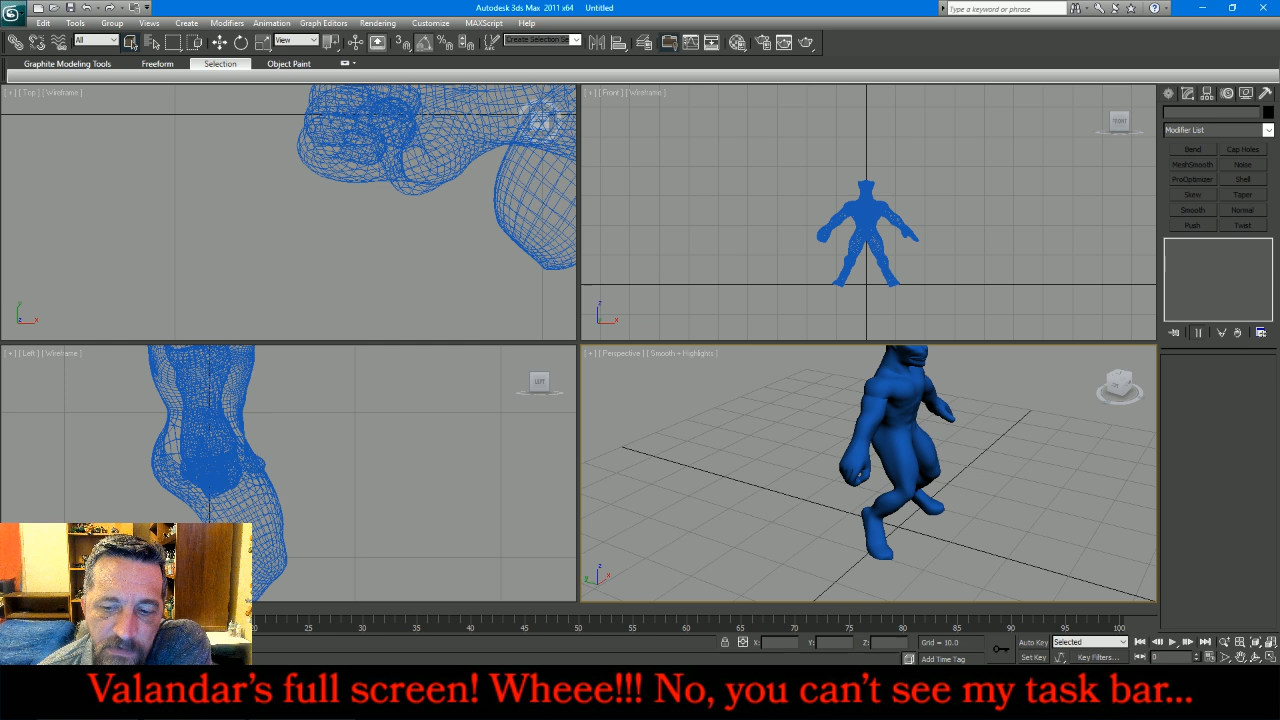 Autodesk 3ds Max 2011 x64 Untitled
Type a keyword or phrase
Edit Tools Group Views Create Modifiers Animation Graph Editors Rendering Customize MAXScript Help
All View Create Selection Se
Graphite Modeling Tools Freeform Selection Object Paint
[ + ] [ Top ] [ Wireframe ]
[ + ] [ Front ] [ Wireframe ]
FRONT
Modifier List
Bend Cap Holes
MeshSmooth Noise
ProOptimizer Shell
Skew Taper
Smooth Normal
Push Twist
y
z x
z
x
[ + ] [ Left ] [ Wireframe ]
LEFT
[ + ] [ Perspective ] [ Smooth + Highlights ]
z
y x
20 25 30 35 40 45 50 55 60 65 70 75 80 85 90 95 100
X: Y: Z: Grid = 10.0 Auto Key Selected
Add Time Tag Set Key Key Filters... 0
Valandar's full screen! Wheee!!! No, you can't see my task bar...